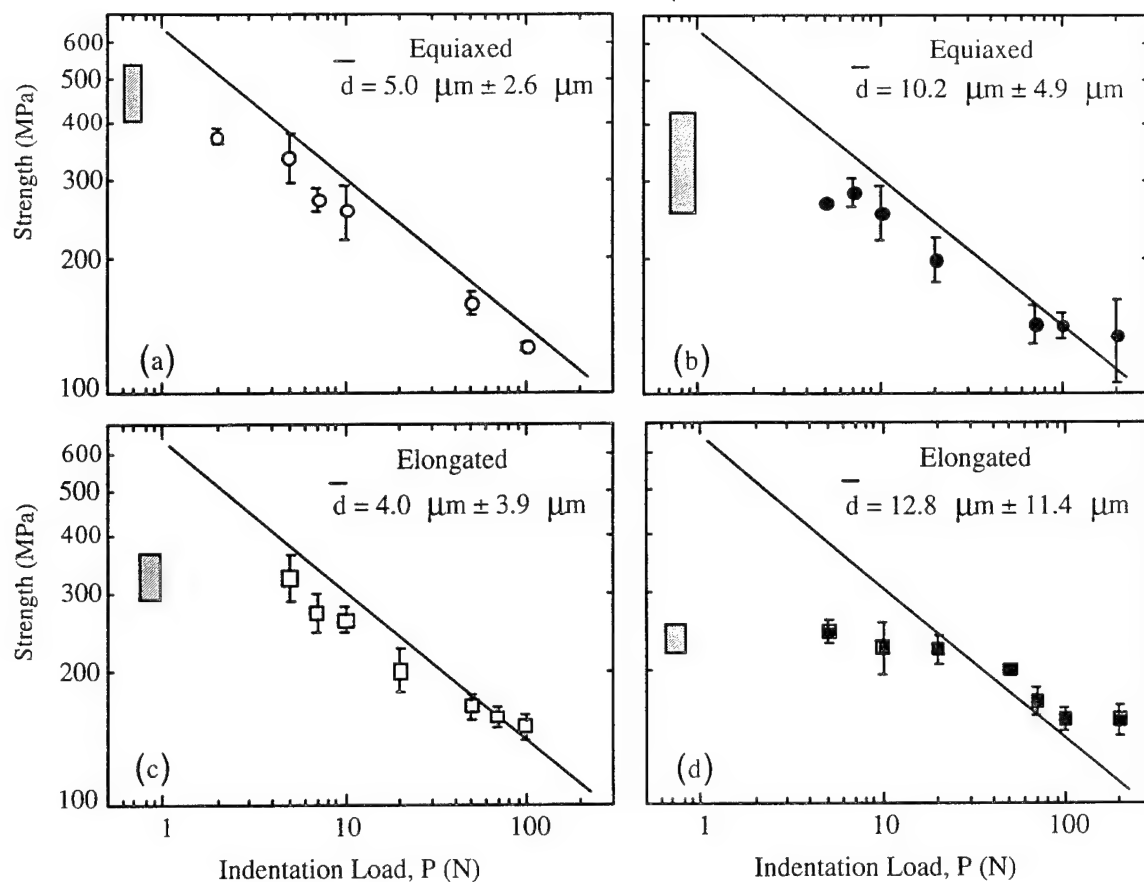 600
500
400
300
200
100
Strength (MPa)
Equiaxed
d = 5.0 μm ± 2.6 μm
(a)
Equiaxed
d = 10.2 μm ± 4.9 μm
(b)
600
500
400
300
200
100
Strength (MPa)
Elongated
d = 4.0 μm ± 3.9 μm
(c)
Elongated
d = 12.8 μm ± 11.4 μm
(d)
1 10 100
1 10 100
Indentation Load, P (N)
Indentation Load, P (N)